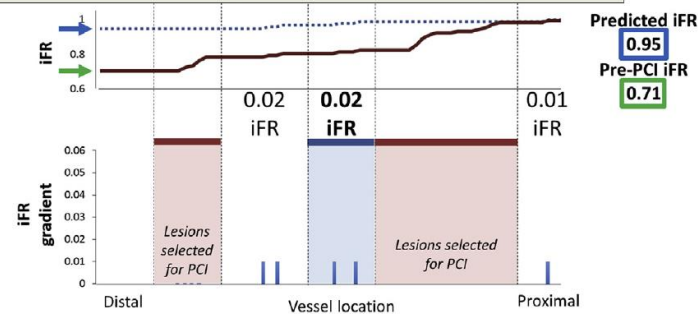 Predicted iFR
0.95
Pre-PCI iFR
0.71
iFR
1
0.8
0.6
0.02
iFR
0.02
iFR
0.01
iFR
iFR
gradient
0.06
0.05
0.04
0.03
0.02
0.01
0
Lesions
selected
for PCI
Lesions selected
for PCI
Distal
Vessel location
Proximal